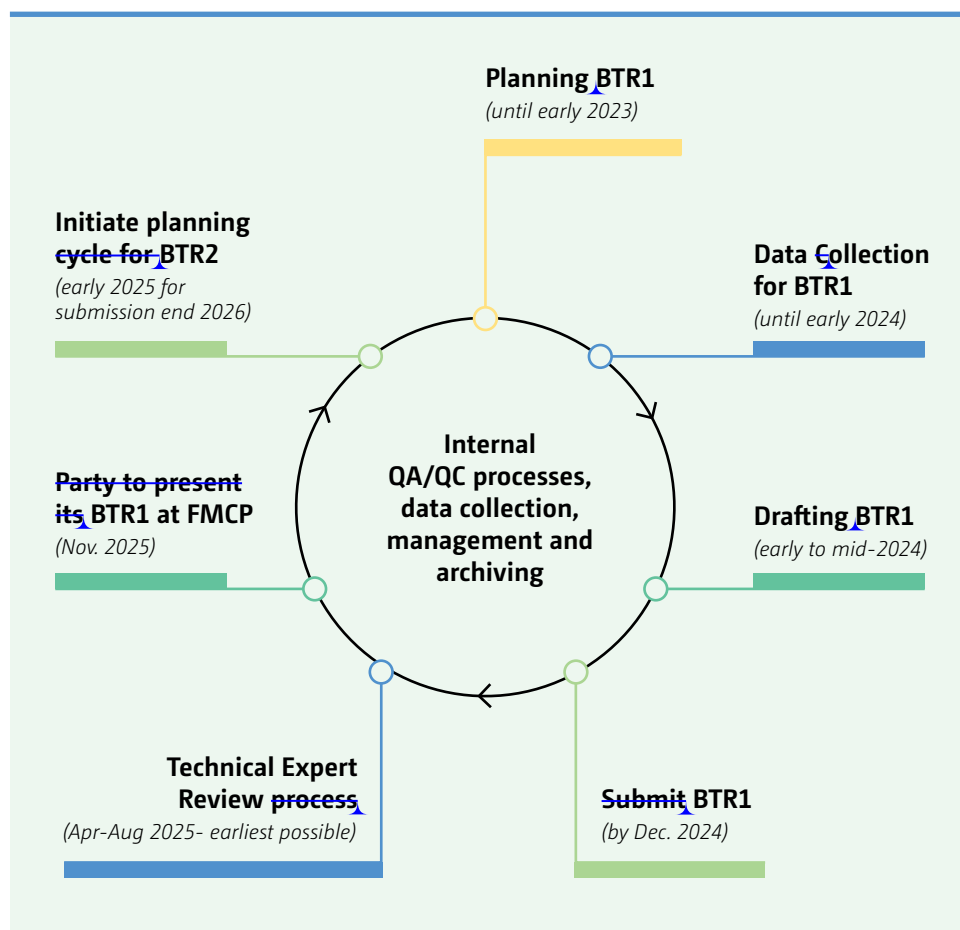 Planning BTR1
(until early 2023)
Initiate planning
cycle for BTR2
(early 2025 for
submission end 2026)
Data Collection
for BTR1
(until early 2024)
Internal
QA/QC processes,
data collection,
management and
archiving
Party to present
its BTR1 at FMCP
(Nov. 2025)
Drafting BTR1
(early to mid-2024)
Technical Expert
Review process
(Apr-Aug 2025- earliest possible)
Submit BTR1
(by Dec. 2024)